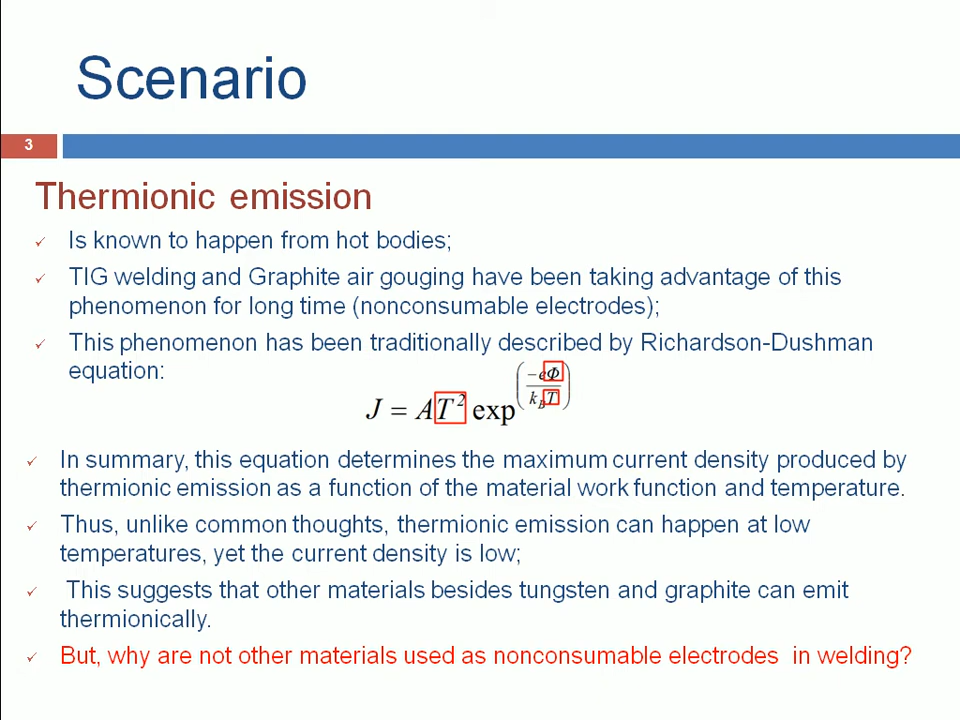 Scenario
3
Thermionic emission
✓ Is known to happen from hot bodies;
✓ TIG welding and Graphite air gouging have been taking advantage of this
phenomenon for long time (nonconsumable electrodes);
✓ This phenomenon has been traditionally described by Richardson-Dushman
equation:
J = AT² exp^(−eΦ / k_B T)
✓ In summary, this equation determines the maximum current density produced by
thermionic emission as a function of the material work function and temperature.
✓ Thus, unlike common thoughts, thermionic emission can happen at low
temperatures, yet the current density is low;
✓ This suggests that other materials besides tungsten and graphite can emit
thermionically.
✓ But, why are not other materials used as nonconsumable electrodes in welding?